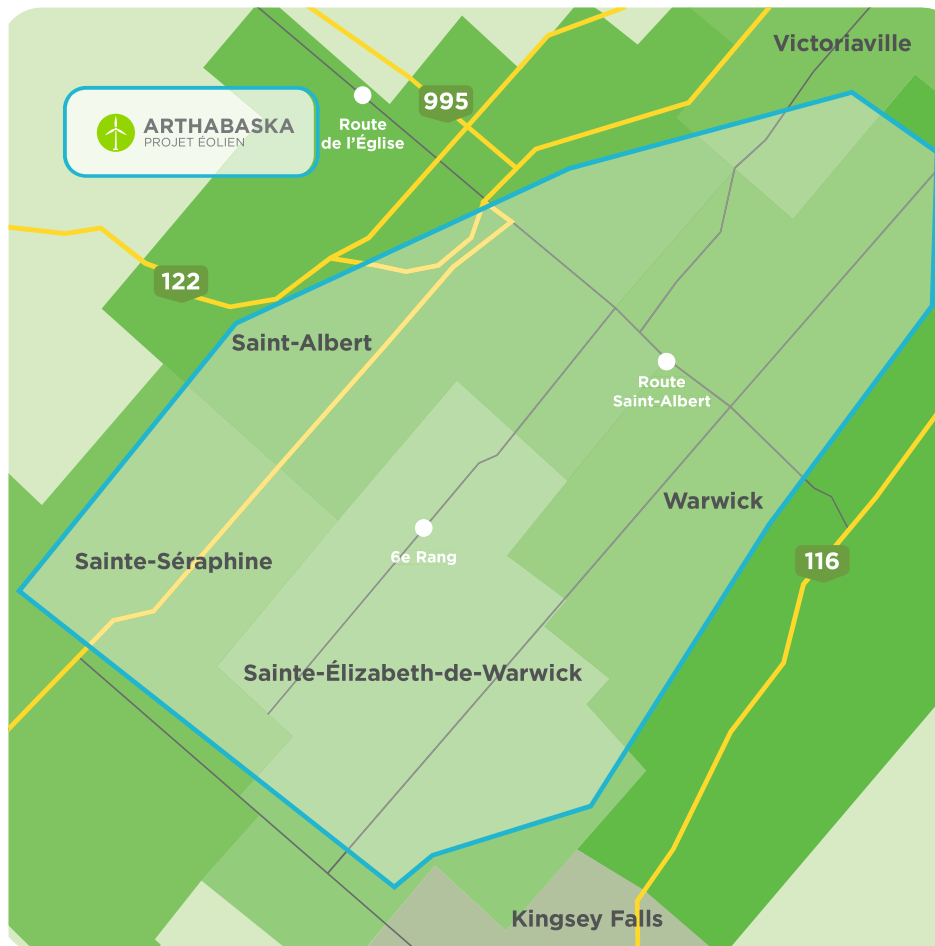 Victoriaville
995
ARTHABASKA
PROJET ÉOLIEN
Route
de l'Église
122
Saint-Albert
Route
Saint-Albert
Warwick
6e Rang
Sainte-Séraphine
116
Sainte-Élizabeth-de-Warwick
Kingsey Falls